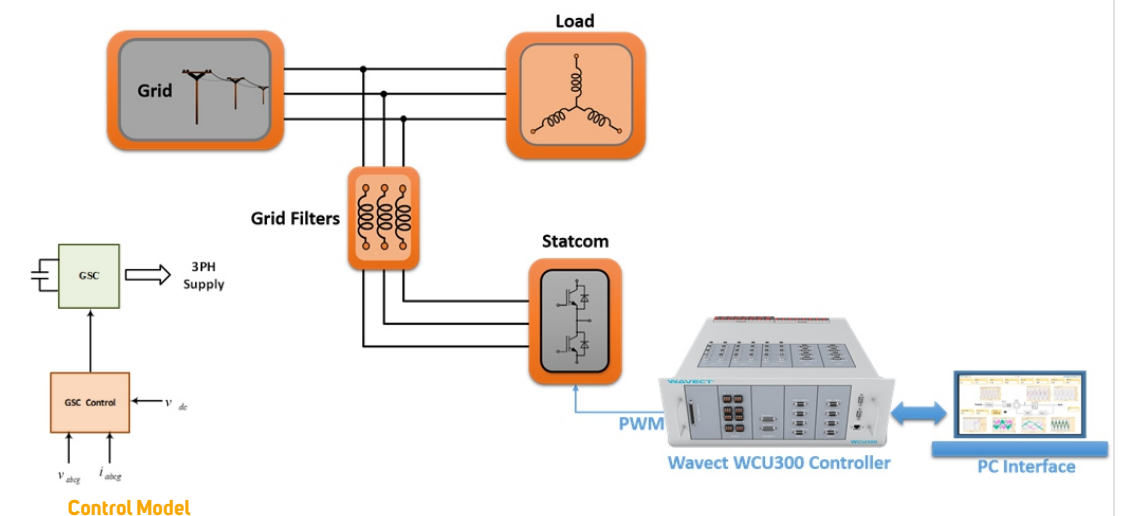 Load
Grid
Grid Filters
Statcom
GSC
3PH
Supply
GSC Control
v dc
v abcg
i abcg
Control Model
PWM
WAVECT
WCU300
Wavect WCU300 Controller
PC Interface